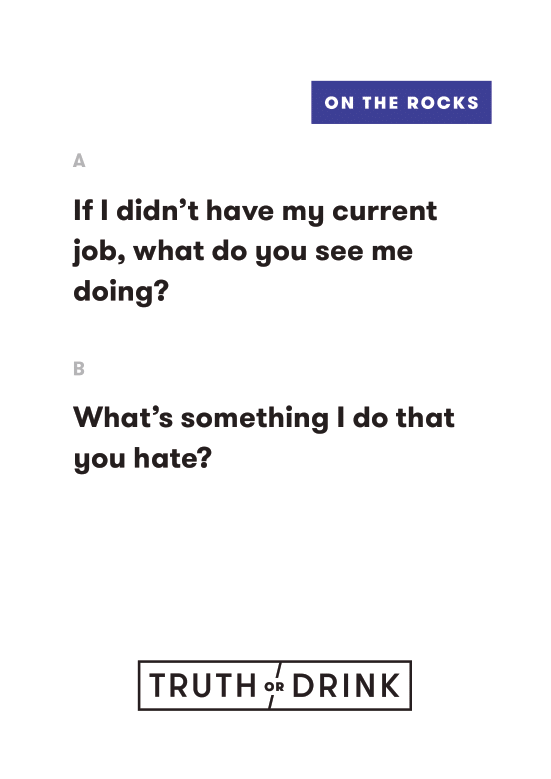 ON THE ROCKS
A
If I didn’t have my current
job, what do you see me
doing?
B
What’s something I do that
you hate?
TRUTH OR DRINK